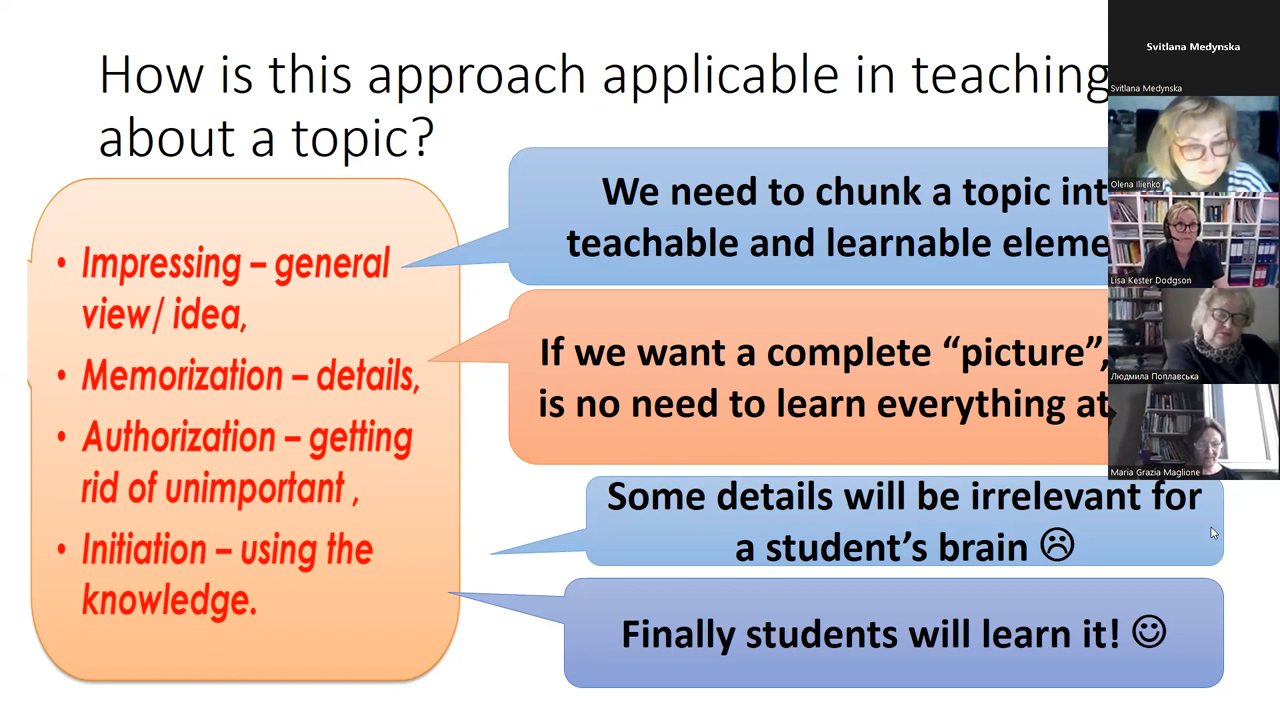 How is this approach applicable in teaching
about a topic?
• Impressing – general
view/ idea,
• Memorization – details,
• Authorization – getting
rid of unimportant ,
• Initiation – using the
knowledge.
We need to chunk a topic int
teachable and learnable eleme
If we want a complete “picture”,
is no need to learn everything at
Some details will be irrelevant for
a student’s brain ☹
Finally students will learn it! ☺
Svitlana Medynska
Svitlana Medynska
Olena Ilienko
Lisa Kester Dodgson
Людмила Поплавська
Maria Grazia Maglione